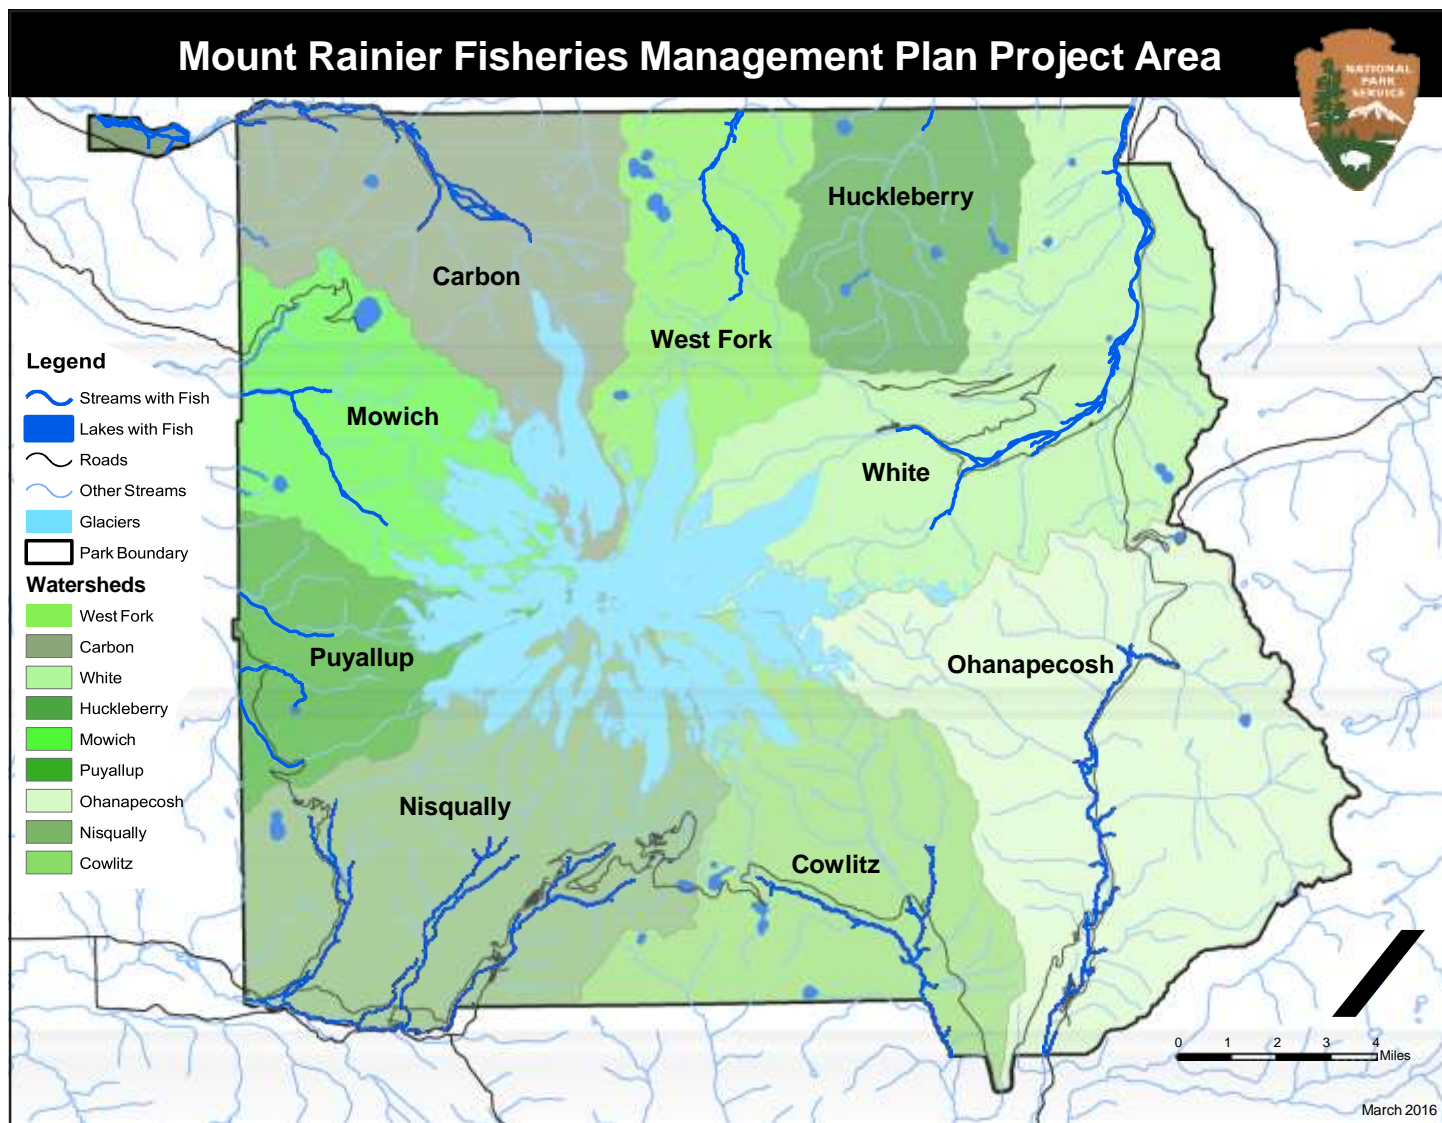 Mount Rainier Fisheries Management Plan Project Area
NATIONAL
PARK
SERVICE
Huckleberry
Carbon
West Fork
Legend
Streams with Fish
Lakes with Fish
Roads
Other Streams
Glaciers
Park Boundary
Watersheds
West Fork
Carbon
White
Huckleberry
Mowich
Puyallup
Ohanapecosh
Nisqually
Cowlitz
Mowich
White
Puyallup
Ohanapecosh
Nisqually
Cowlitz
0 1 2 3 4
Miles
March 2016